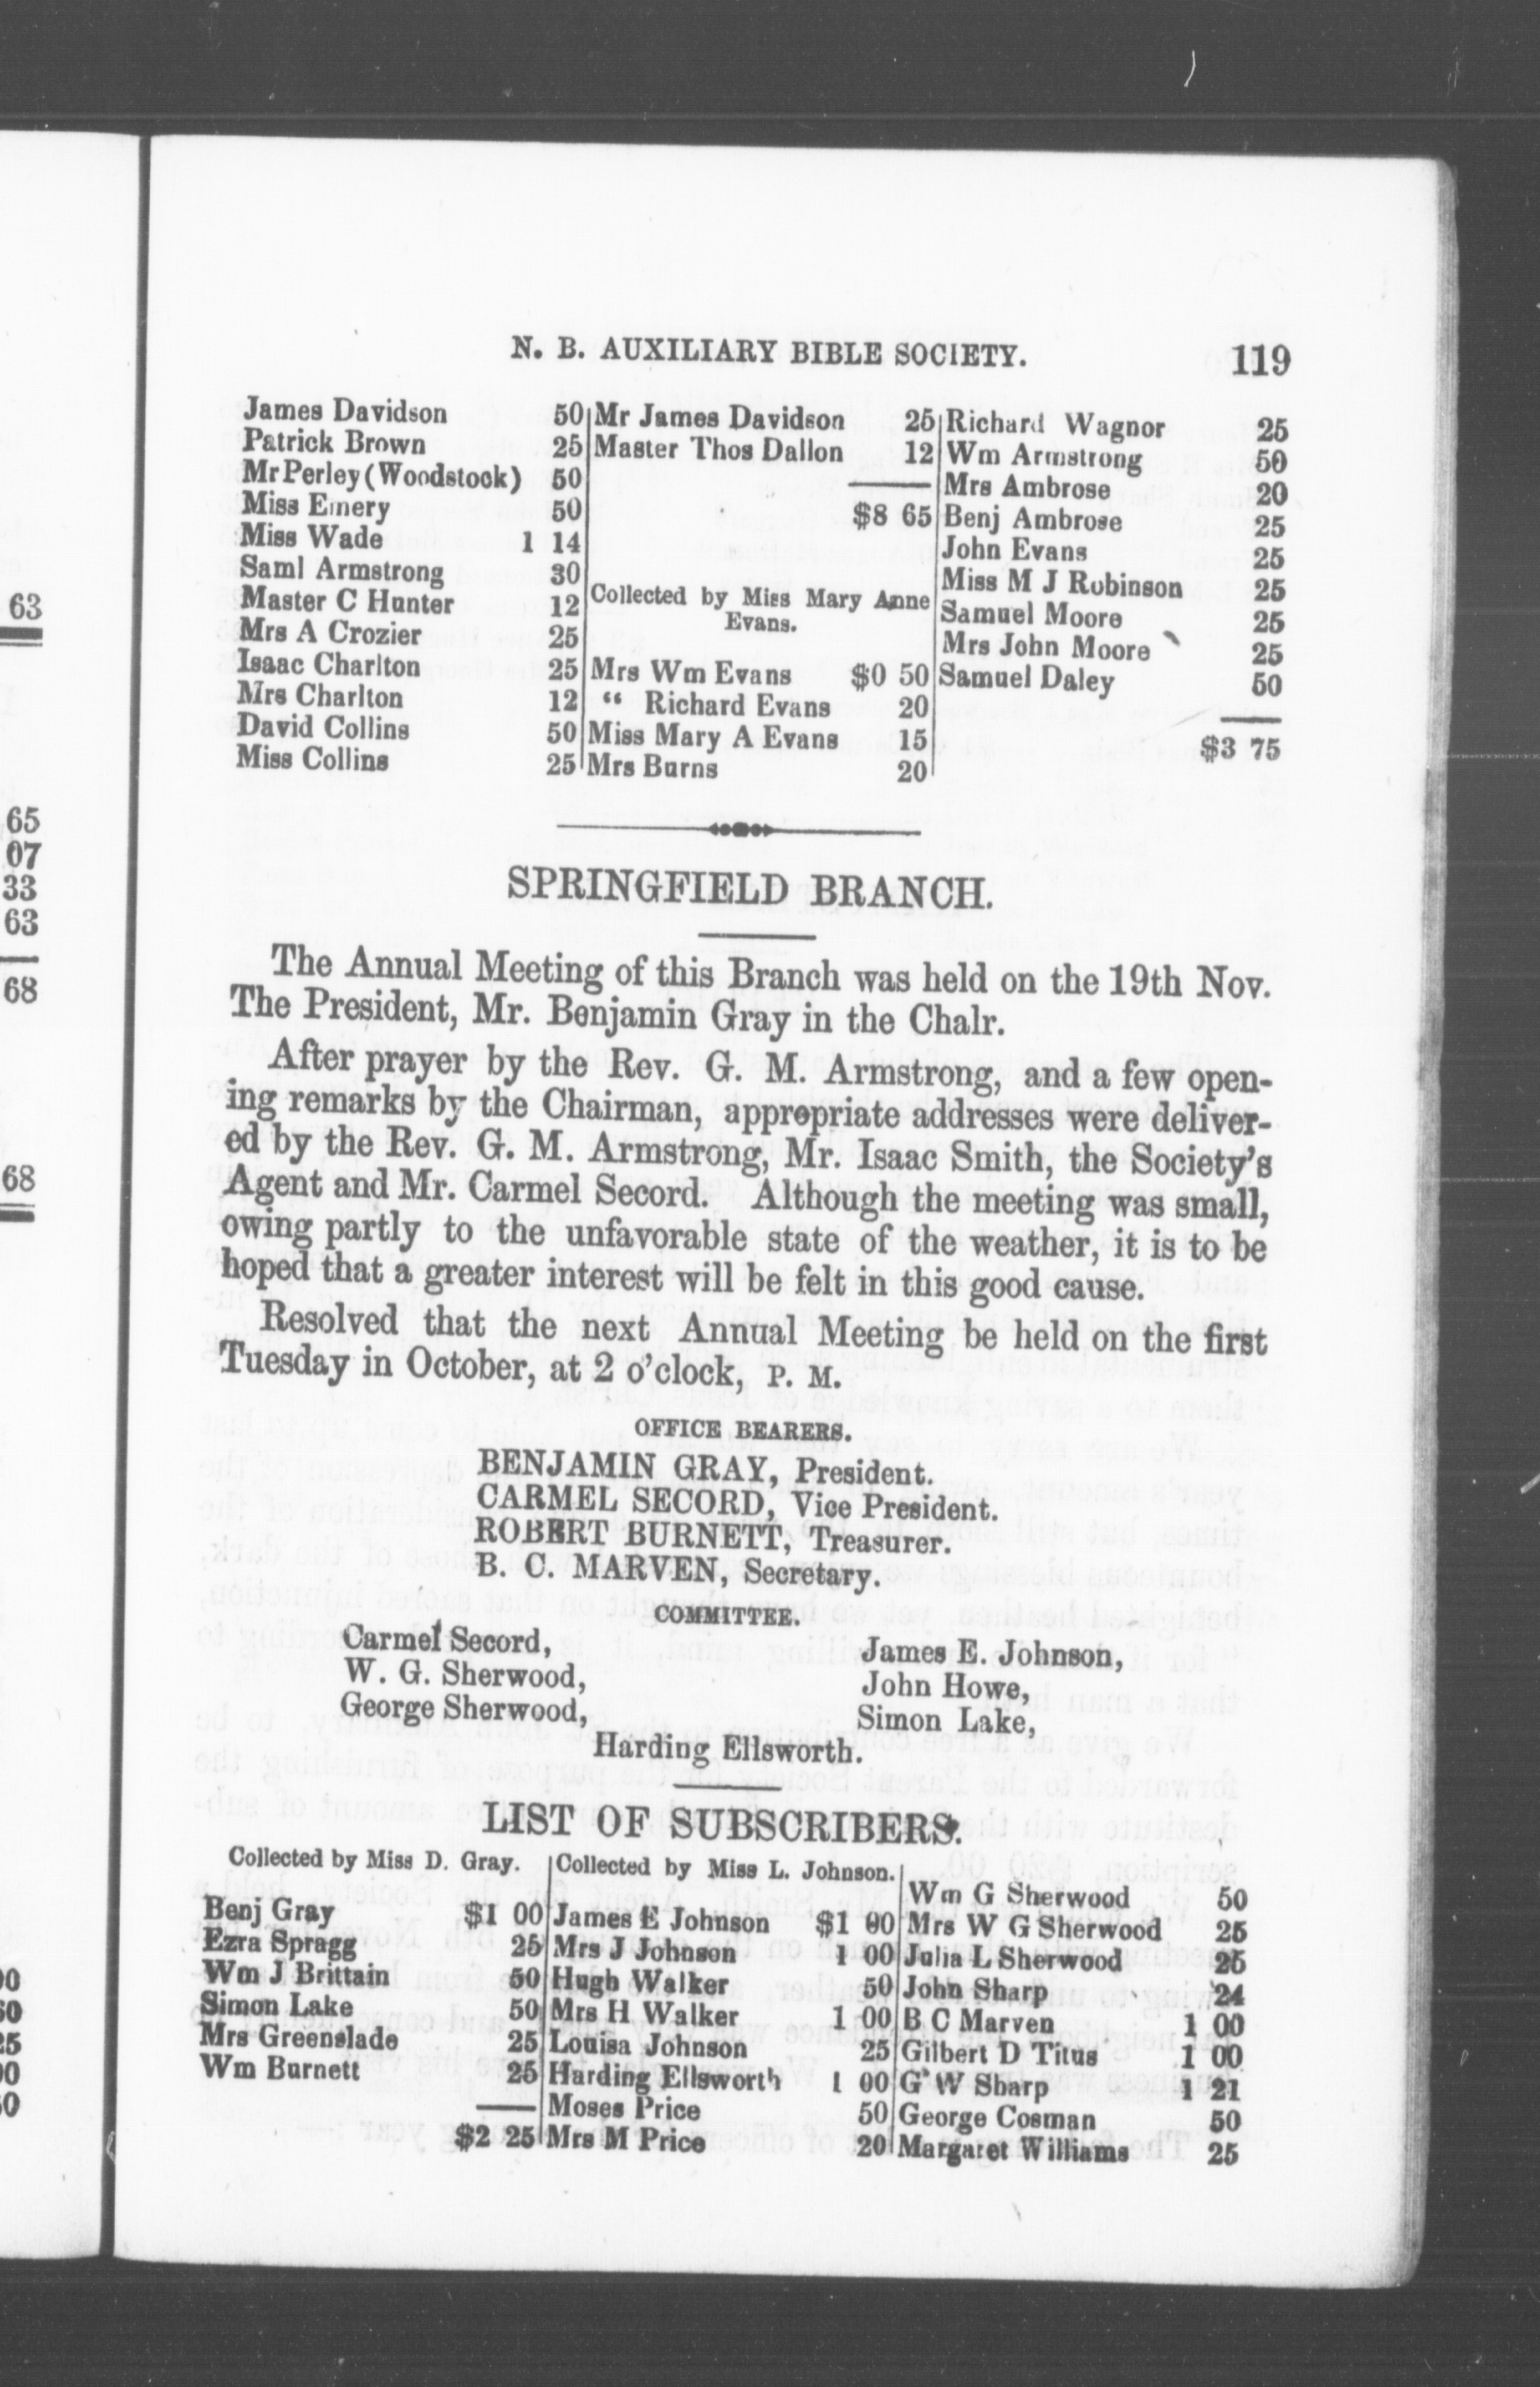 N. B. AUXILIARY BIBLE SOCIETY. 119
James Davidson 50
Patrick Brown 25
Mr Perley (Woodstock) 50
Miss Emery 50
Miss Wade 1 14
Saml Armstrong 30
Master C Hunter 12
Mrs A Crozier 25
Isaac Charlton 25
Mrs Charlton 12
David Collins 50
Miss Collins 25
Mr James Davidson 25
Master Thos Dallon 12
$8 65
Collected by Miss Mary Anne
Evans.
Mrs Wm Evans $0 50
“ Richard Evans 20
Miss Mary A Evans 15
Mrs Burns 20
Richard Wagnor 25
Wm Armstrong 50
Mrs Ambrose 20
Benj Ambrose 25
John Evans 25
Miss M J Robinson 25
Samuel Moore 25
Mrs John Moore 25
Samuel Daley 50
$3 75
SPRINGFIELD BRANCH.
The Annual Meeting of this Branch was held on the 19th Nov.
The President, Mr. Benjamin Gray in the Chalr.
After prayer by the Rev. G. M. Armstrong, and a few open-
ing remarks by the Chairman, appropriate addresses were deliver-
ed by the Rev. G. M. Armstrong, Mr. Isaac Smith, the Society’s
Agent and Mr. Carmel Secord. Although the meeting was small,
owing partly to the unfavorable state of the weather, it is to be
hoped that a greater interest will be felt in this good cause.
Resolved that the next Annual Meeting be held on the first
Tuesday in October, at 2 o’clock, P. M.
OFFICE BEARERS.
BENJAMIN GRAY, President.
CARMEL SECORD, Vice President.
ROBERT BURNETT, Treasurer.
B. C. MARVEN, Secretary.
COMMITTEE.
Carmel Secord,
W. G. Sherwood,
George Sherwood,
James E. Johnson,
John Howe,
Simon Lake,
Harding Ellsworth.
LIST OF SUBSCRIBERS.
Collected by Miss D. Gray.
Benj Gray $1 00
Ezra Spragg 25
Wm J Brittain 50
Simon Lake 50
Mrs Greenslade 25
Wm Burnett 25
$2 25
Collected by Miss L. Johnson.
James E Johnson $1 00
Mrs J Johnson 1 00
Hugh Walker 50
Mrs H Walker 1 00
Louisa Johnson 25
Harding Ellsworth 1 00
Moses Price 50
Mrs M Price 20
Wm G Sherwood 50
Mrs W G Sherwood 25
Julia L Sherwood 25
John Sharp 24
B C Marven 1 00
Gilbert D Titus 1 00
G W Sharp 1 21
George Cosman 50
Margaret Williams 25
63
65
07
33
63
68
68